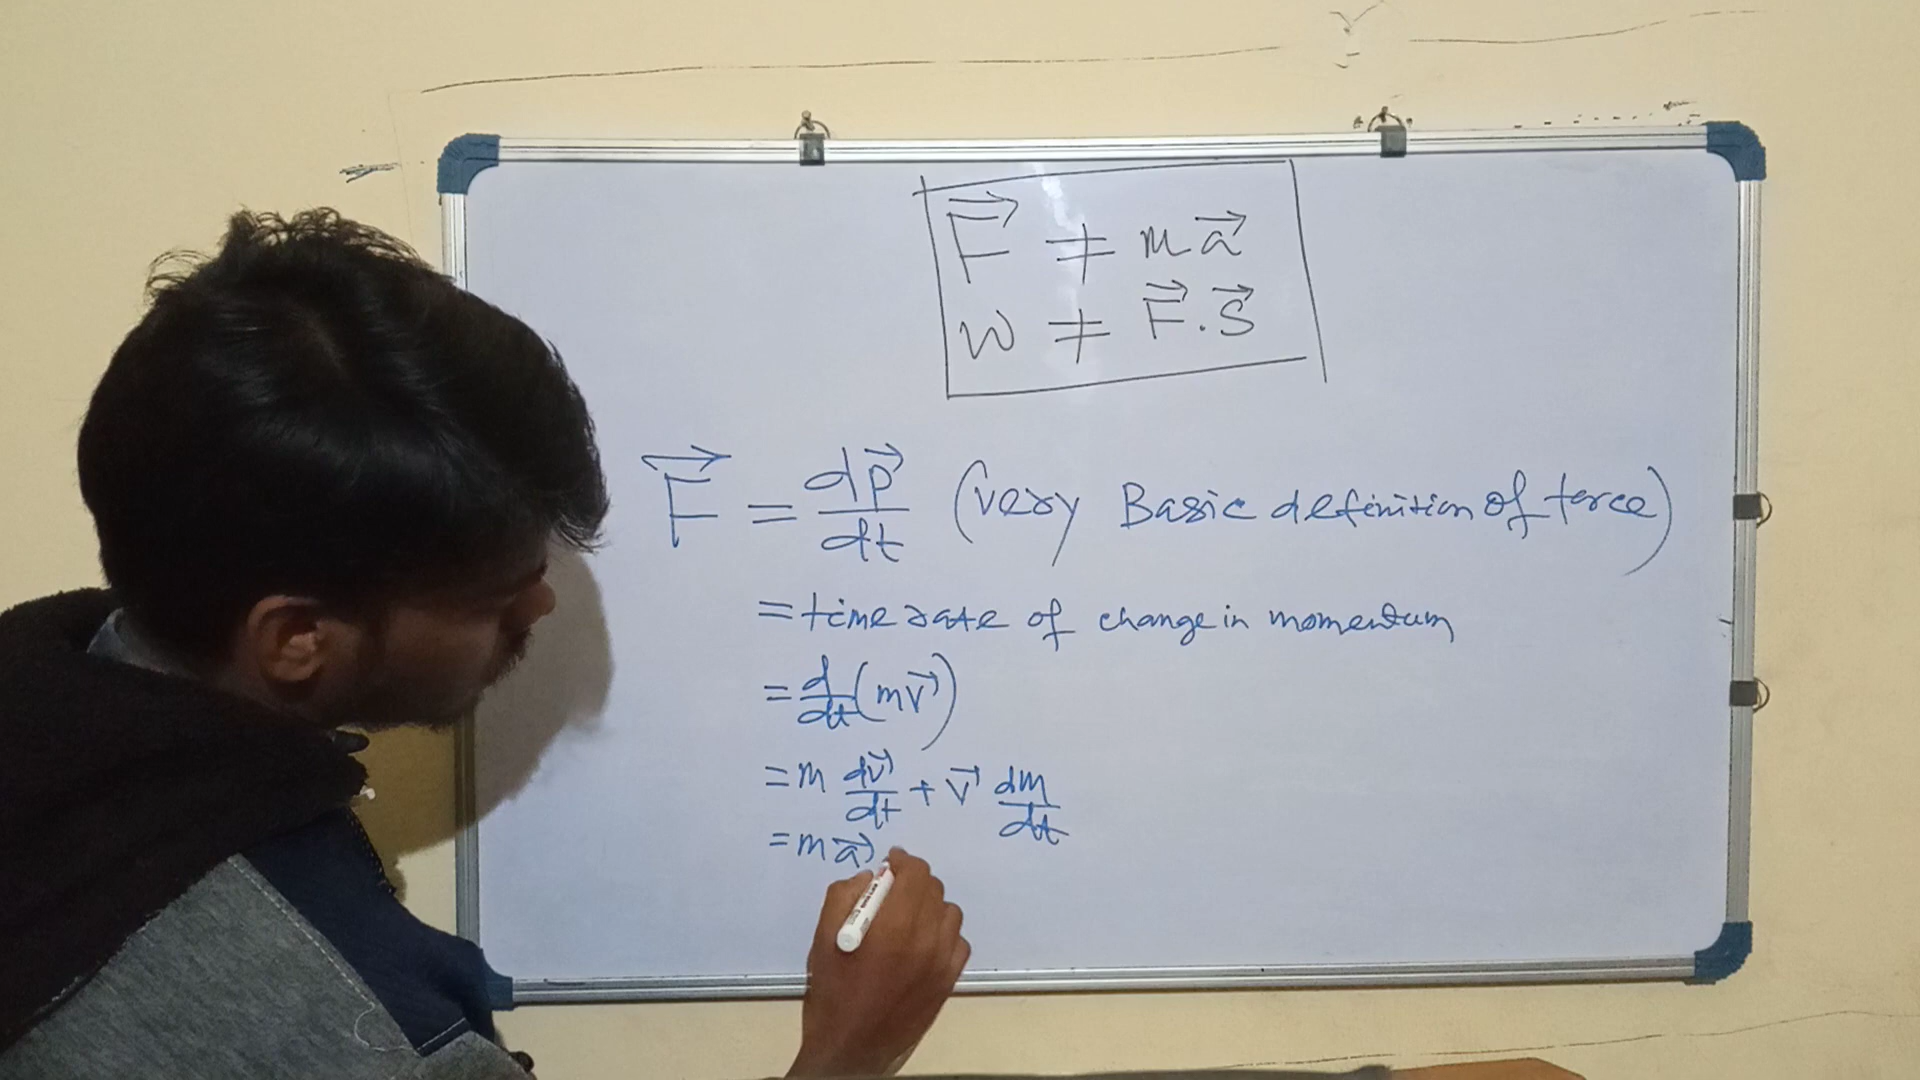 F⃗ ≠ ma⃗
W ≠ F⃗.S⃗
F⃗ = dp⃗/dt (very Basic definition of force)
= time rate of change in momentum
= d/dt (mv⃗)
= m dv⃗/dt + v⃗ dm/dt
= ma⃗